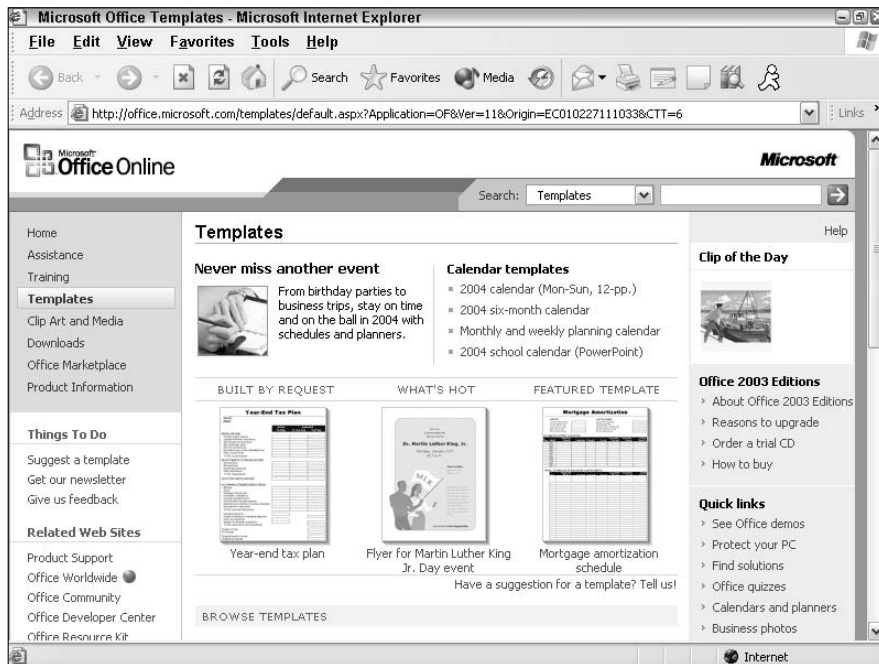 Microsoft Office Templates - Microsoft Internet Explorer
File Edit View Favorites Tools Help
Back Search Favorites Media
Address http://office.microsoft.com/templates/default.aspx?Application=OF&Ver=11&Origin=EC010227111033&CTT=6 Links
Microsoft Office Online
Microsoft
Search: Templates
Home
Assistance
Training
Templates
Clip Art and Media
Downloads
Office Marketplace
Product Information
Things To Do
Suggest a template
Get our newsletter
Give us feedback
Related Web Sites
Product Support
Office Worldwide
Office Community
Office Developer Center
Office Resource Kit
Templates
Never miss another event
From birthday parties to
business trips, stay on time
and on the ball in 2004 with
schedules and planners.
Calendar templates
2004 calendar (Mon-Sun, 12-pp.)
2004 six-month calendar
Monthly and weekly planning calendar
2004 school calendar (PowerPoint)
BUILT BY REQUEST
Year-End Tax Plan
Year-end tax plan
WHAT'S HOT
Dr. Martin Luther King, Jr.
MLK
Flyer for Martin Luther King
Jr. Day event
FEATURED TEMPLATE
Mortgage Amortization
Mortgage amortization
schedule
Have a suggestion for a template? Tell us!
BROWSE TEMPLATES
Help
Clip of the Day
Office 2003 Editions
About Office 2003 Editions
Reasons to upgrade
Order a trial CD
How to buy
Quick links
See Office demos
Protect your PC
Find solutions
Office quizzes
Calendars and planners
Business photos
Internet